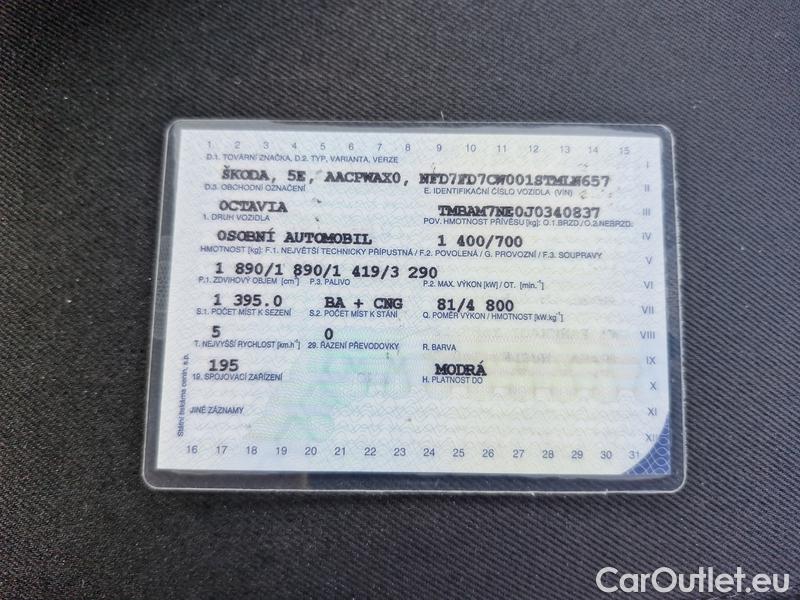 1 2 3 4 5 6 7 8 9 10 11 12 13 14 15
D.1. TOVÁRNÍ ZNAČKA, D.2. TYP, VARIANTA, VERZE I
ŠKODA, 5E, AACPWAX0, NFD7FD7CW001STMLN657
D.3. OBCHODNÍ OZNAČENÍ E. IDENTIFIKAČNÍ ČÍSLO VOZIDLA (VIN) II
OCTAVIA TMBAM7NE0J0340837 III
1. DRUH VOZIDLA POV. HMOTNOST PŘÍVĚSU [kg]: O.1.BRZD./O.2.NEBRZD.
OSOBNÍ AUTOMOBIL 1 400/700 IV
HMOTNOST [kg]: F.1. NEJVĚTŠÍ TECHNICKY PŘÍPUSTNÁ / F.2. POVOLENÁ / G. PROVOZNÍ / F.3. SOUPRAVY V
1 890/1 890/1 419/3 290
P.1. ZDVIHOVÝ OBJEM [cm³] P.3. PALIVO P.2. MAX. VÝKON [kW] / OT. [min.⁻¹] VI
1 395.0 BA + CNG 81/4 800 VII
S.1. POČET MÍST K SEZENÍ S.2. POČET MÍST K STÁNÍ Q. POMĚR VÝKON / HMOTNOST [kW.kg⁻¹]
5 0 VIII
T. NEJVYŠŠÍ RYCHLOST [km.h⁻¹] 29. ŘAZENÍ PŘEVODOVKY R. BARVA
195 MODRÁ IX
19. SPOJOVACÍ ZAŘÍZENÍ H. PLATNOST DO X
JINÉ ZÁZNAMY XI
XII
16 17 18 19 20 21 22 23 24 25 26 27 28 29 30 31
Státní tiskárna cenin, s.p.
CarOutlet.eu